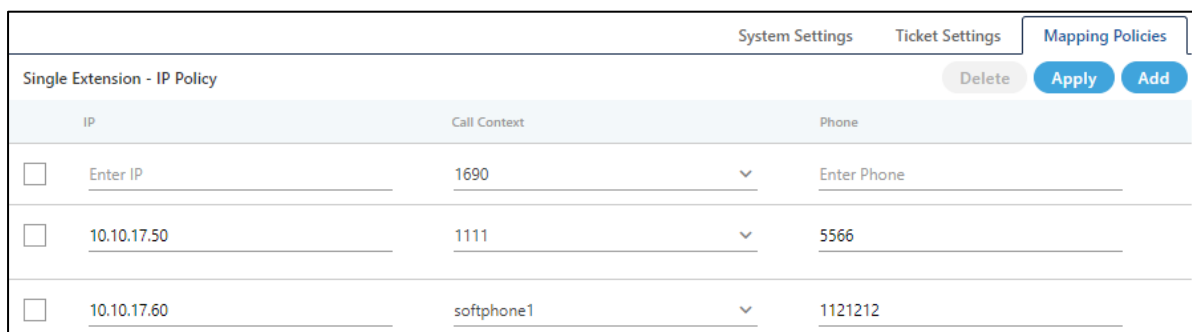 System Settings Ticket Settings Mapping Policies
Single Extension - IP Policy Delete Apply Add
IP Call Context Phone
Enter IP 1690 Enter Phone
10.10.17.50 1111 5566
10.10.17.60 softphone1 1121212